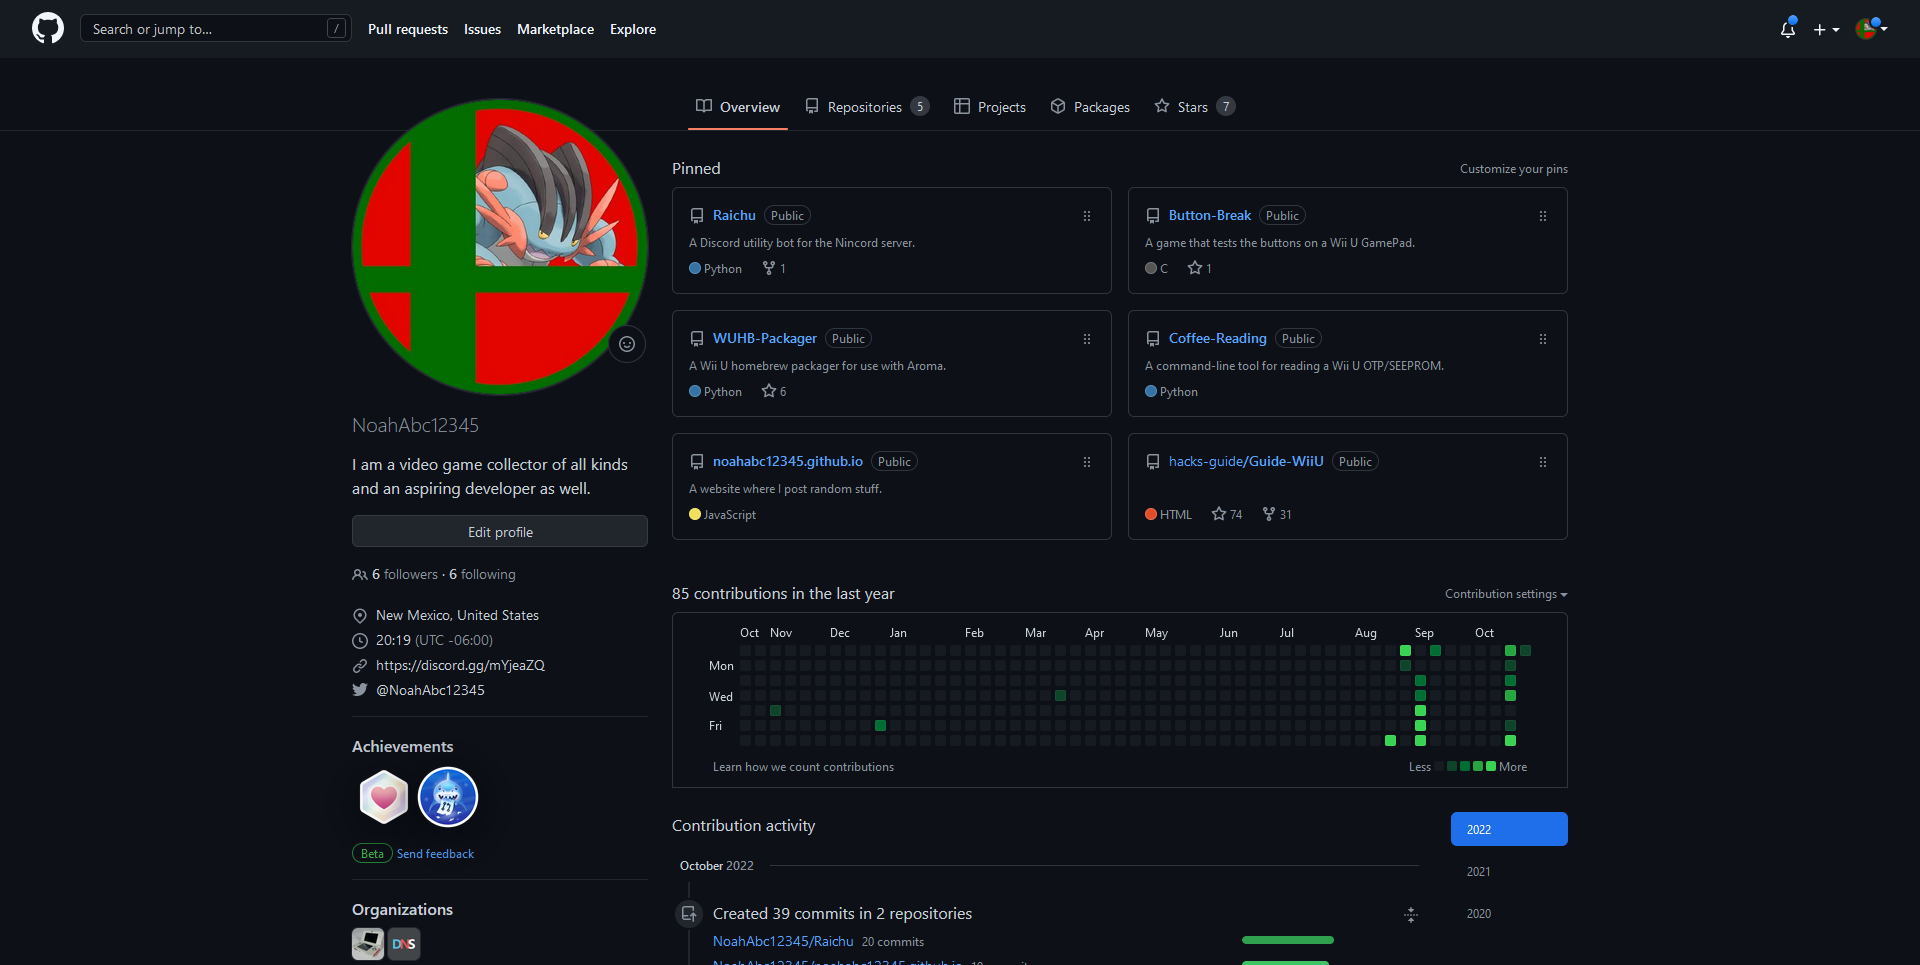 Search or jump to...
/
Pull requests
Issues
Marketplace
Explore
Overview
Repositories 5
Projects
Packages
Stars 7
NoahAbc12345
I am a video game collector of all kinds
and an aspiring developer as well.
Edit profile
6 followers · 6 following
New Mexico, United States
20:19 (UTC -06:00)
https://discord.gg/mYjeaZQ
@NoahAbc12345
Achievements
Beta Send feedback
Organizations
DNS
Pinned
Customize your pins
Raichu Public
A Discord utility bot for the Nincord server.
Python 1
Button-Break Public
A game that tests the buttons on a Wii U GamePad.
C 1
WUHB-Packager Public
A Wii U homebrew packager for use with Aroma.
Python 6
Coffee-Reading Public
A command-line tool for reading a Wii U OTP/SEEPROM.
Python
noahabc12345.github.io Public
A website where I post random stuff.
JavaScript
hacks-guide/Guide-WiiU Public
HTML 74 31
85 contributions in the last year
Contribution settings
Oct Nov Dec Jan Feb Mar Apr May Jun Jul Aug Sep Oct
Mon
Wed
Fri
Learn how we count contributions
Less More
Contribution activity
2022
2021
2020
October 2022
Created 39 commits in 2 repositories
NoahAbc12345/Raichu 20 commits
NoahAbc12345/noahabc12345.github.io 19 commits